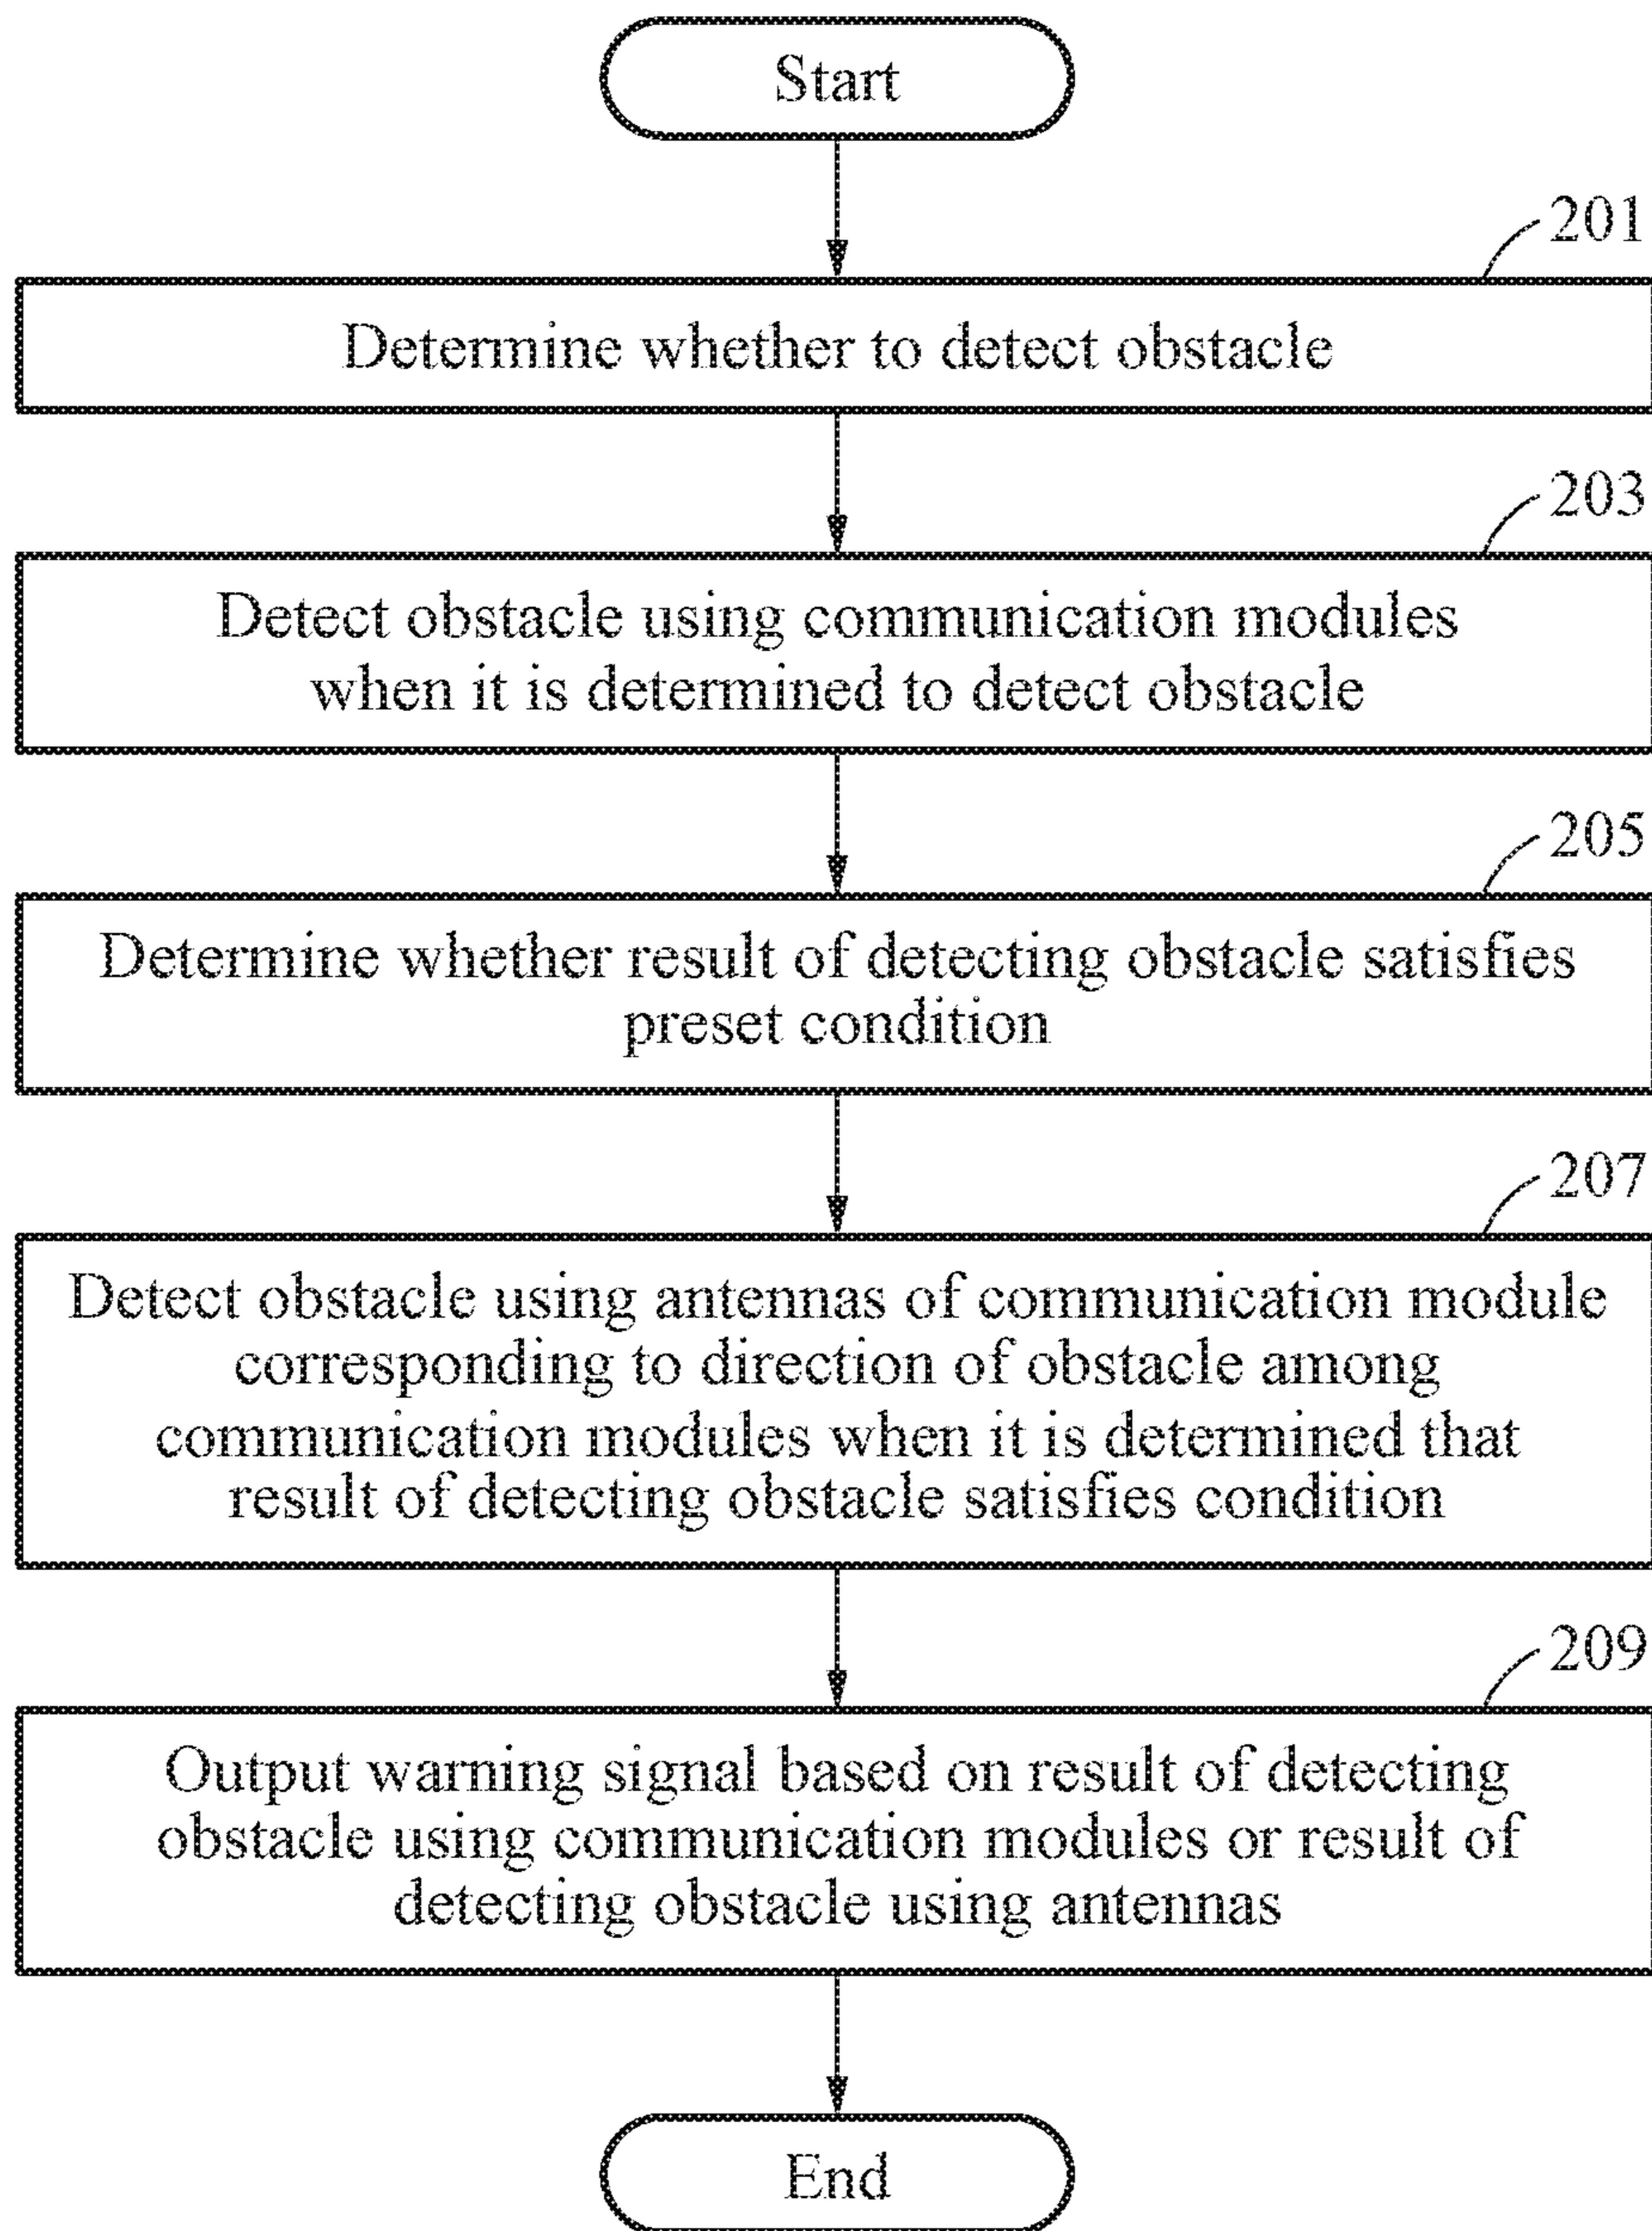 Start
201
Determine whether to detect obstacle
203
Detect obstacle using communication modules
when it is determined to detect obstacle
205
Determine whether result of detecting obstacle satisfies
preset condition
207
Detect obstacle using antennas of communication module
corresponding to direction of obstacle among
communication modules when it is determined that
result of detecting obstacle satisfies condition
209
Output warning signal based on result of detecting
obstacle using communication modules or result of
detecting obstacle using antennas
End